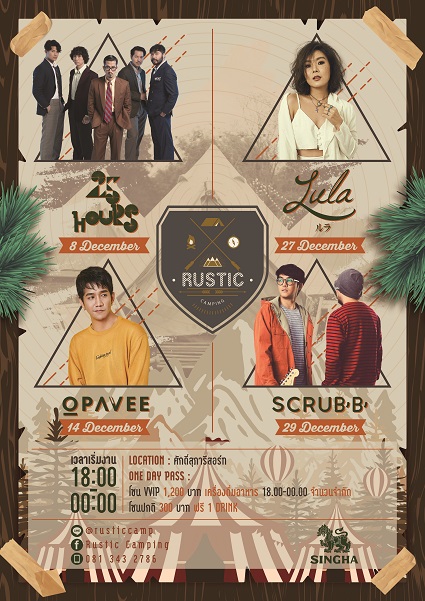 25 HOURS
8 December
Lula
ルラ
27 December
RUSTIC
CAMPING
OPAVEE
14 December
SCRUBB
29 December
เวลาเริ่มงาน
18:00
00:00
LOCATION : ภักดีสุภารีสอร์ท
ONE DAY PASS :
โซน VVIP 1,200 บาท เครื่องดื่มอาหาร 18.00-00.00 จำนวนจำกัด
โซนปกติ 300 บาท ฟรี 1 DRINK
@rusticcamp
Rustic Camping
081 343 2786
SINGHA